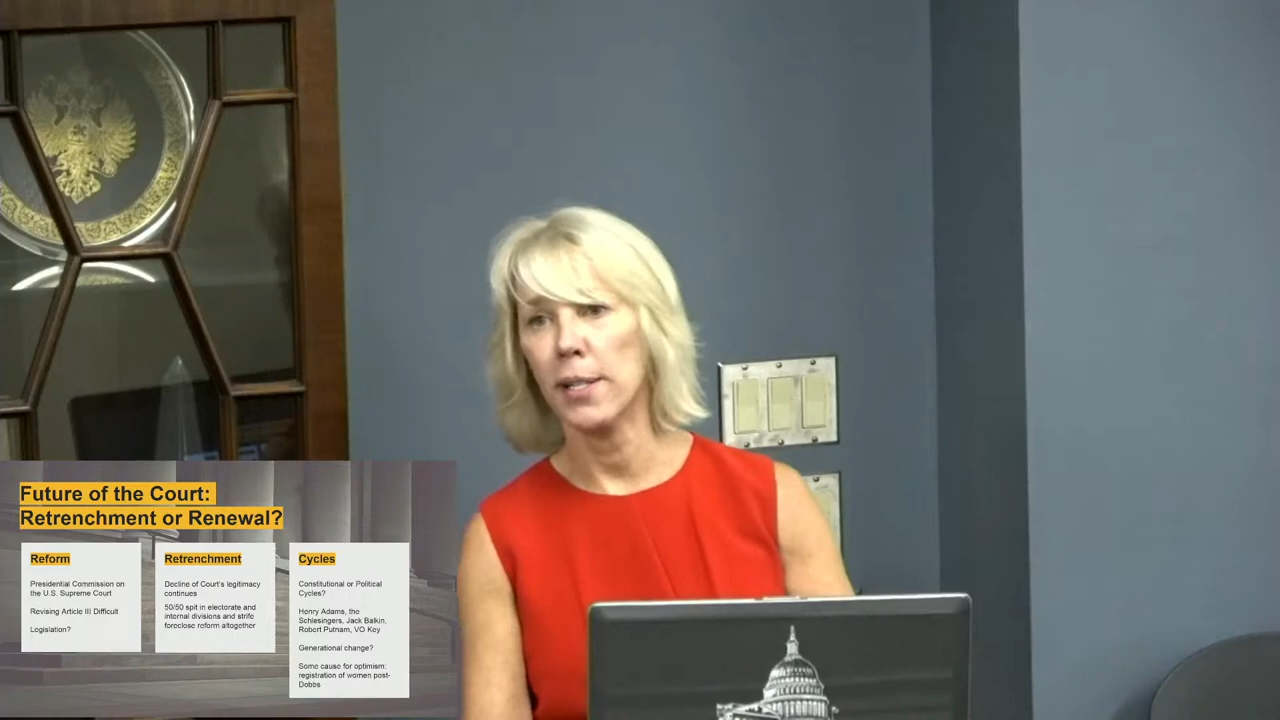 Future of the Court:
Retrenchment or Renewal?
Reform
Presidential Commission on
the U.S. Supreme Court
Revising Article III Difficult
Legislation?
Retrenchment
Decline of Court's legitimacy
continues
50/50 spit in electorate and
internal divisions and strife
foreclose reform altogether
Cycles
Constitutional or Political
Cycles?
Henry Adams, the
Schlesingers, Jack Balkin,
Robert Putnam, VO Key
Generational change?
Some cause for optimism:
registration of women post-
Dobbs